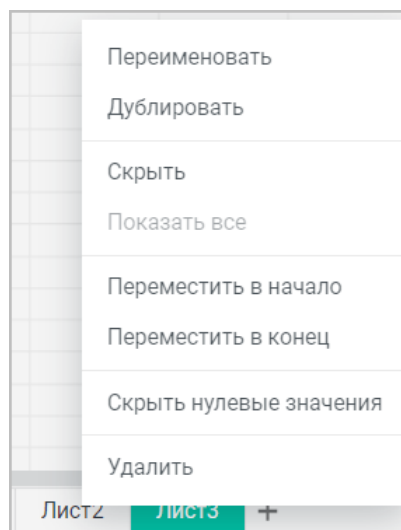 Переименовать
Дублировать
Скрыть
Показать все
Переместить в начало
Переместить в конец
Скрыть нулевые значения
Удалить
Лист2 Лист3 +